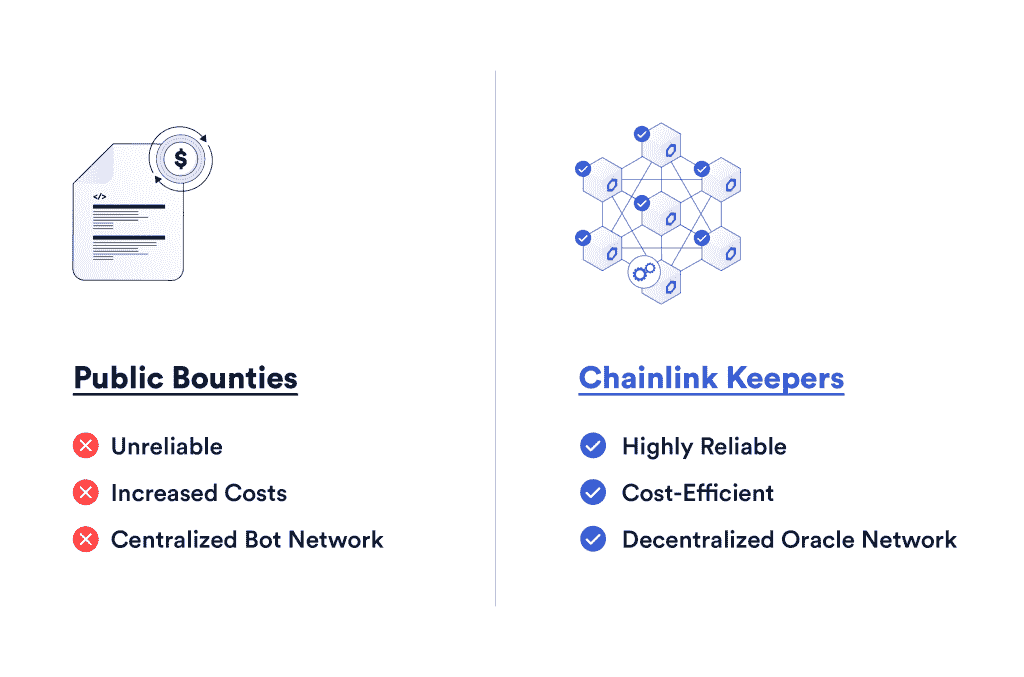 $
</>
Public Bounties
Unreliable
Increased Costs
Centralized Bot Network
Chainlink Keepers
Highly Reliable
Cost-Efficient
Decentralized Oracle Network